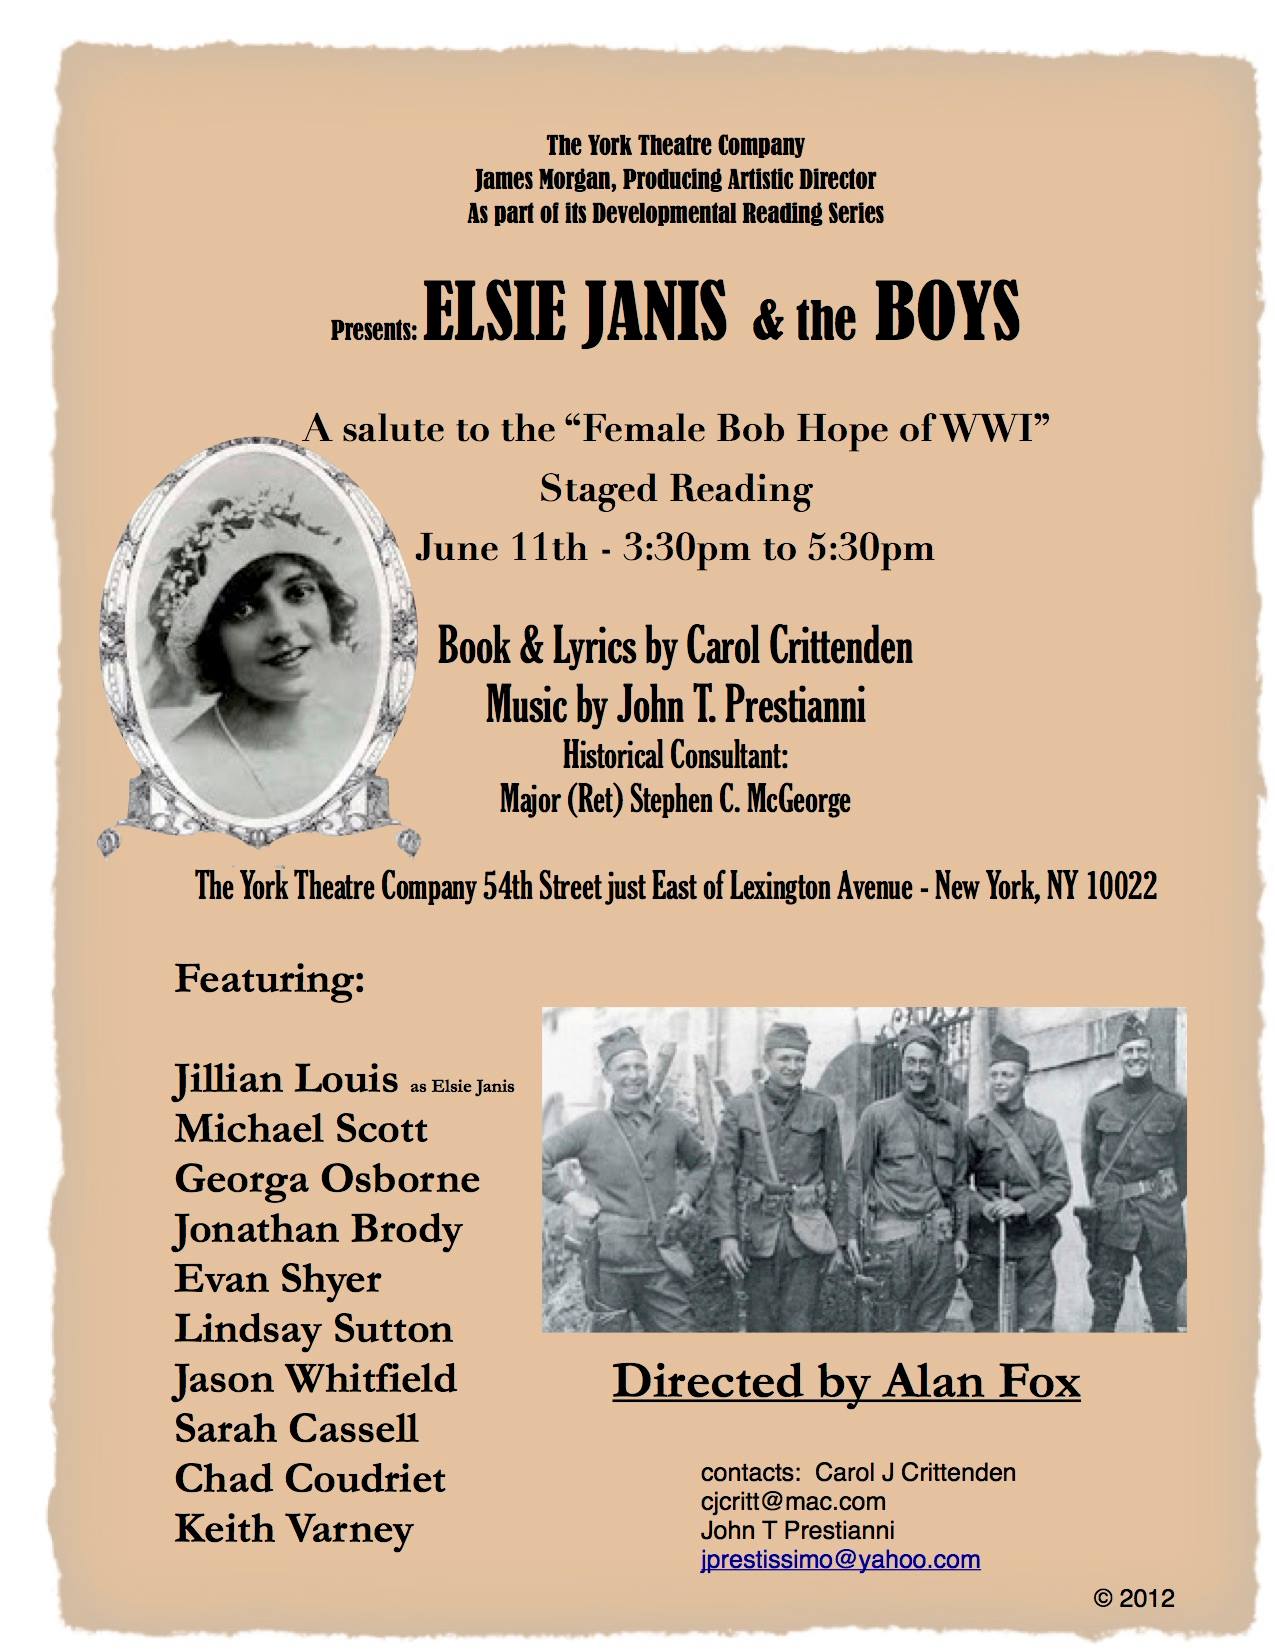 The York Theatre Company
James Morgan, Producing Artistic Director
As part of its Developmental Reading Series
Presents: ELSIE JANIS & the BOYS
A salute to the “Female Bob Hope of WWI”
Staged Reading
June 11th - 3:30pm to 5:30pm
Book & Lyrics by Carol Crittenden
Music by John T. Prestianni
Historical Consultant:
Major (Ret) Stephen C. McGeorge
The York Theatre Company 54th Street just East of Lexington Avenue - New York, NY 10022
Featuring:
Jillian Louis as Elsie Janis
Michael Scott
Georga Osborne
Jonathan Brody
Evan Shyer
Lindsay Sutton
Jason Whitfield
Sarah Cassell
Chad Coudriet
Keith Varney
Directed by Alan Fox
contacts:  Carol J Crittenden
cjcritt@mac.com
John T Prestianni
jprestissimo@yahoo.com
© 2012